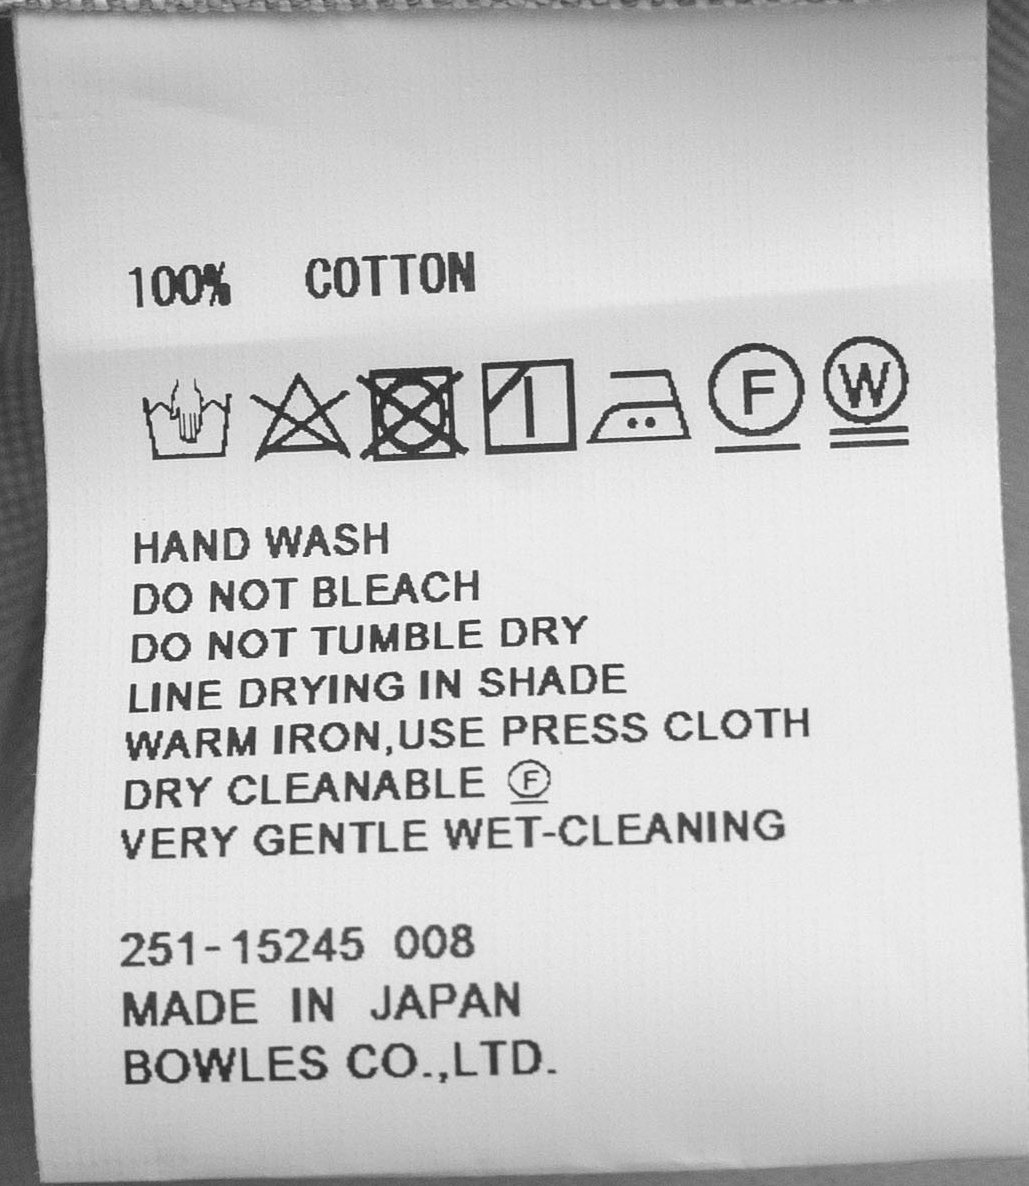 100% COTTON
F W
HAND WASH
DO NOT BLEACH
DO NOT TUMBLE DRY
LINE DRYING IN SHADE
WARM IRON,USE PRESS CLOTH
DRY CLEANABLE Ⓕ
VERY GENTLE WET-CLEANING
251-15245 008
MADE IN JAPAN
BOWLES CO.,LTD.